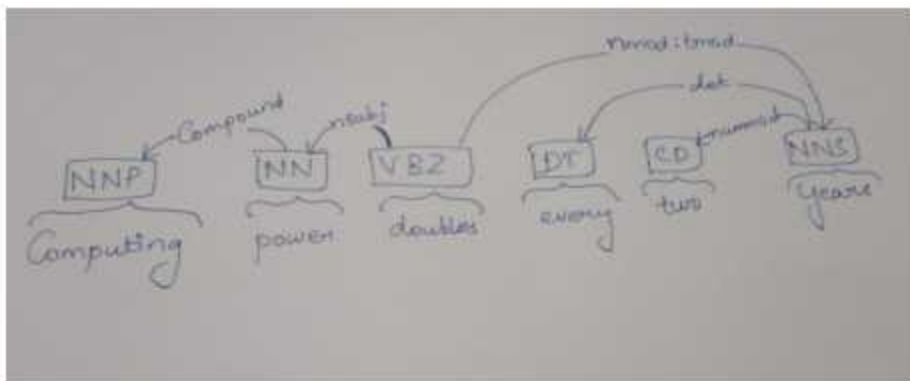 nmod:tmod
det
Compound nsubj nummod
NNP NN VBZ DT CD NNS
Computing power doubles every two years